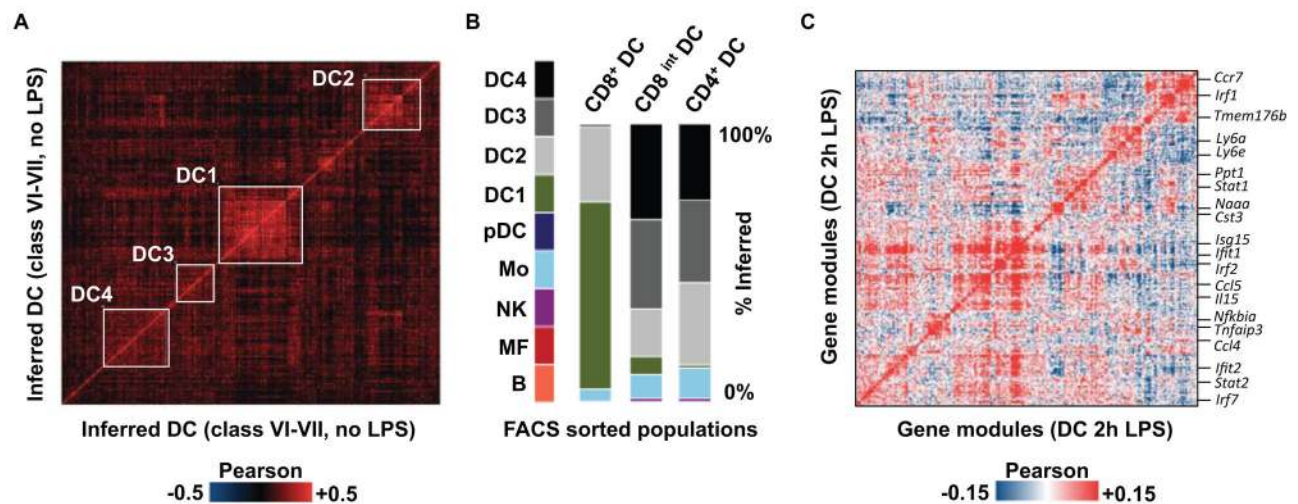 A
Inferred DC (class VI-VII, no LPS)
DC2
DC1
DC3
DC4
Inferred DC (class VI-VII, no LPS)
Pearson
-0.5
+0.5
B
DC4
DC3
DC2
DC1
pDC
Mo
NK
MF
B
CD8+ DC
CD8 int DC
CD4+ DC
100%
% Inferred
0%
FACS sorted populations
C
Gene modules (DC 2h LPS)
Ccr7
Irf1
Tmem176b
Ly6a
Ly6e
Ppt1
Stat1
Naaa
Cst3
Isg15
Ifit1
Irf2
Ccl5
Il15
Nfkbia
Tnfaip3
Ccl4
Ifit2
Stat2
Irf7
Gene modules (DC 2h LPS)
Pearson
-0.15
+0.15